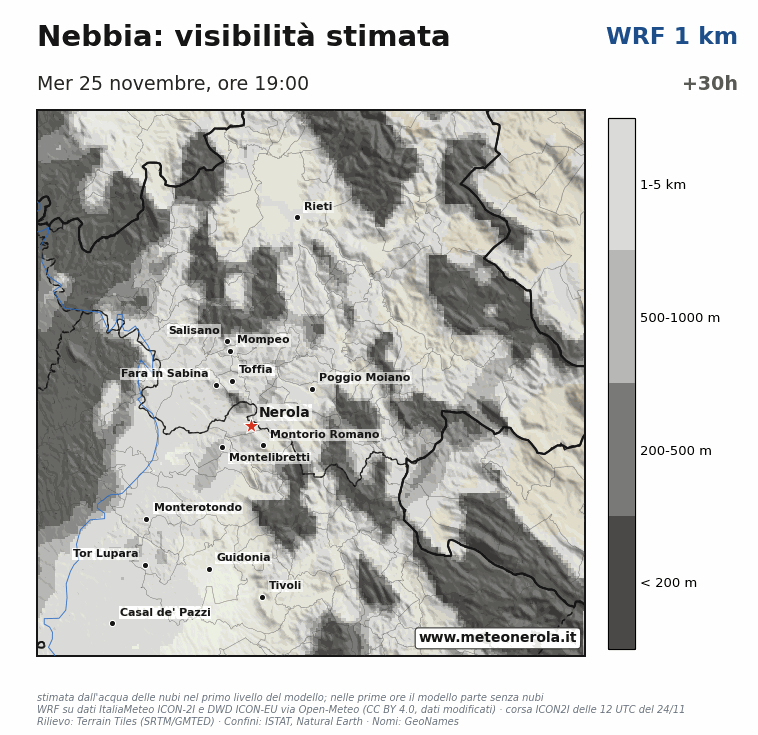 Nebbia: visibilità stimata
WRF 1 km
Mer 25 novembre, ore 19:00
+30h
Rieti
1-5 km
500-1000 m
200-500 m
< 200 m
Salisano
Mompeo
Toffia
Fara in Sabina
Poggio Moiano
Nerola
Montorio Romano
Montelibretti
Monterotondo
Tor Lupara
Guidonia
Tivoli
Casal de' Pazzi
www.meteonerola.it
stimata dall'acqua delle nubi nel primo livello del modello; nelle prime ore il modello parte senza nubi
WRF su dati ItaliaMeteo ICON-2I e DWD ICON-EU via Open-Meteo (CC BY 4.0, dati modificati) · corsa ICON2I delle 12 UTC del 24/11
Rilievo: Terrain Tiles (SRTM/GMTED) · Confini: ISTAT, Natural Earth · Nomi: GeoNames